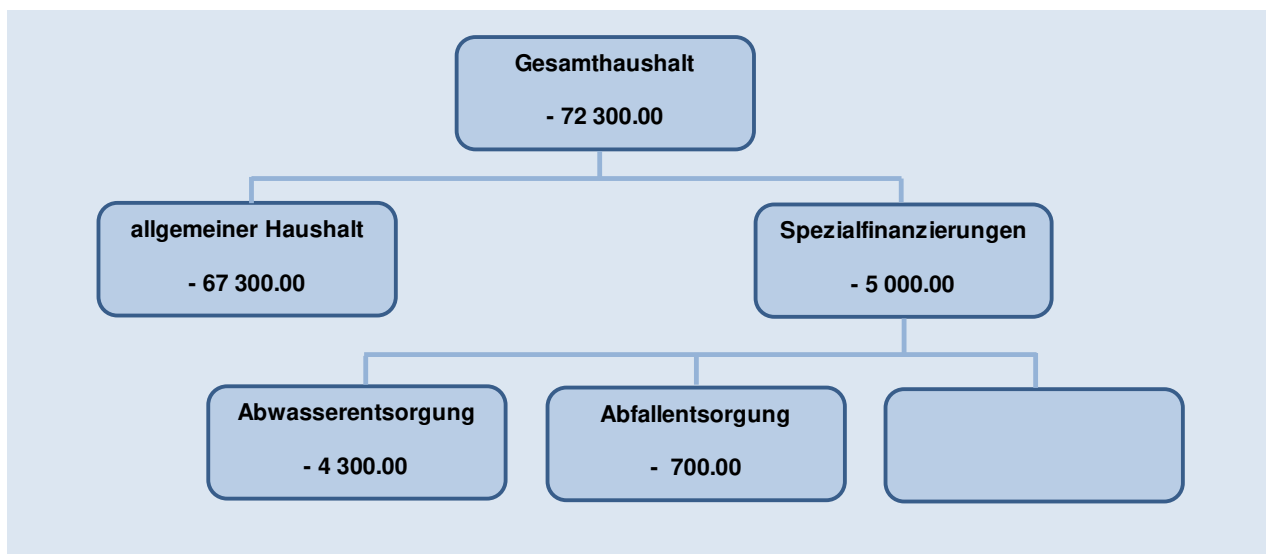 Gesamthaushalt
- 72 300.00
allgemeiner Haushalt
- 67 300.00
Spezialfinanzierungen
- 5 000.00
Abwasserentsorgung
- 4 300.00
Abfallentsorgung
- 700.00